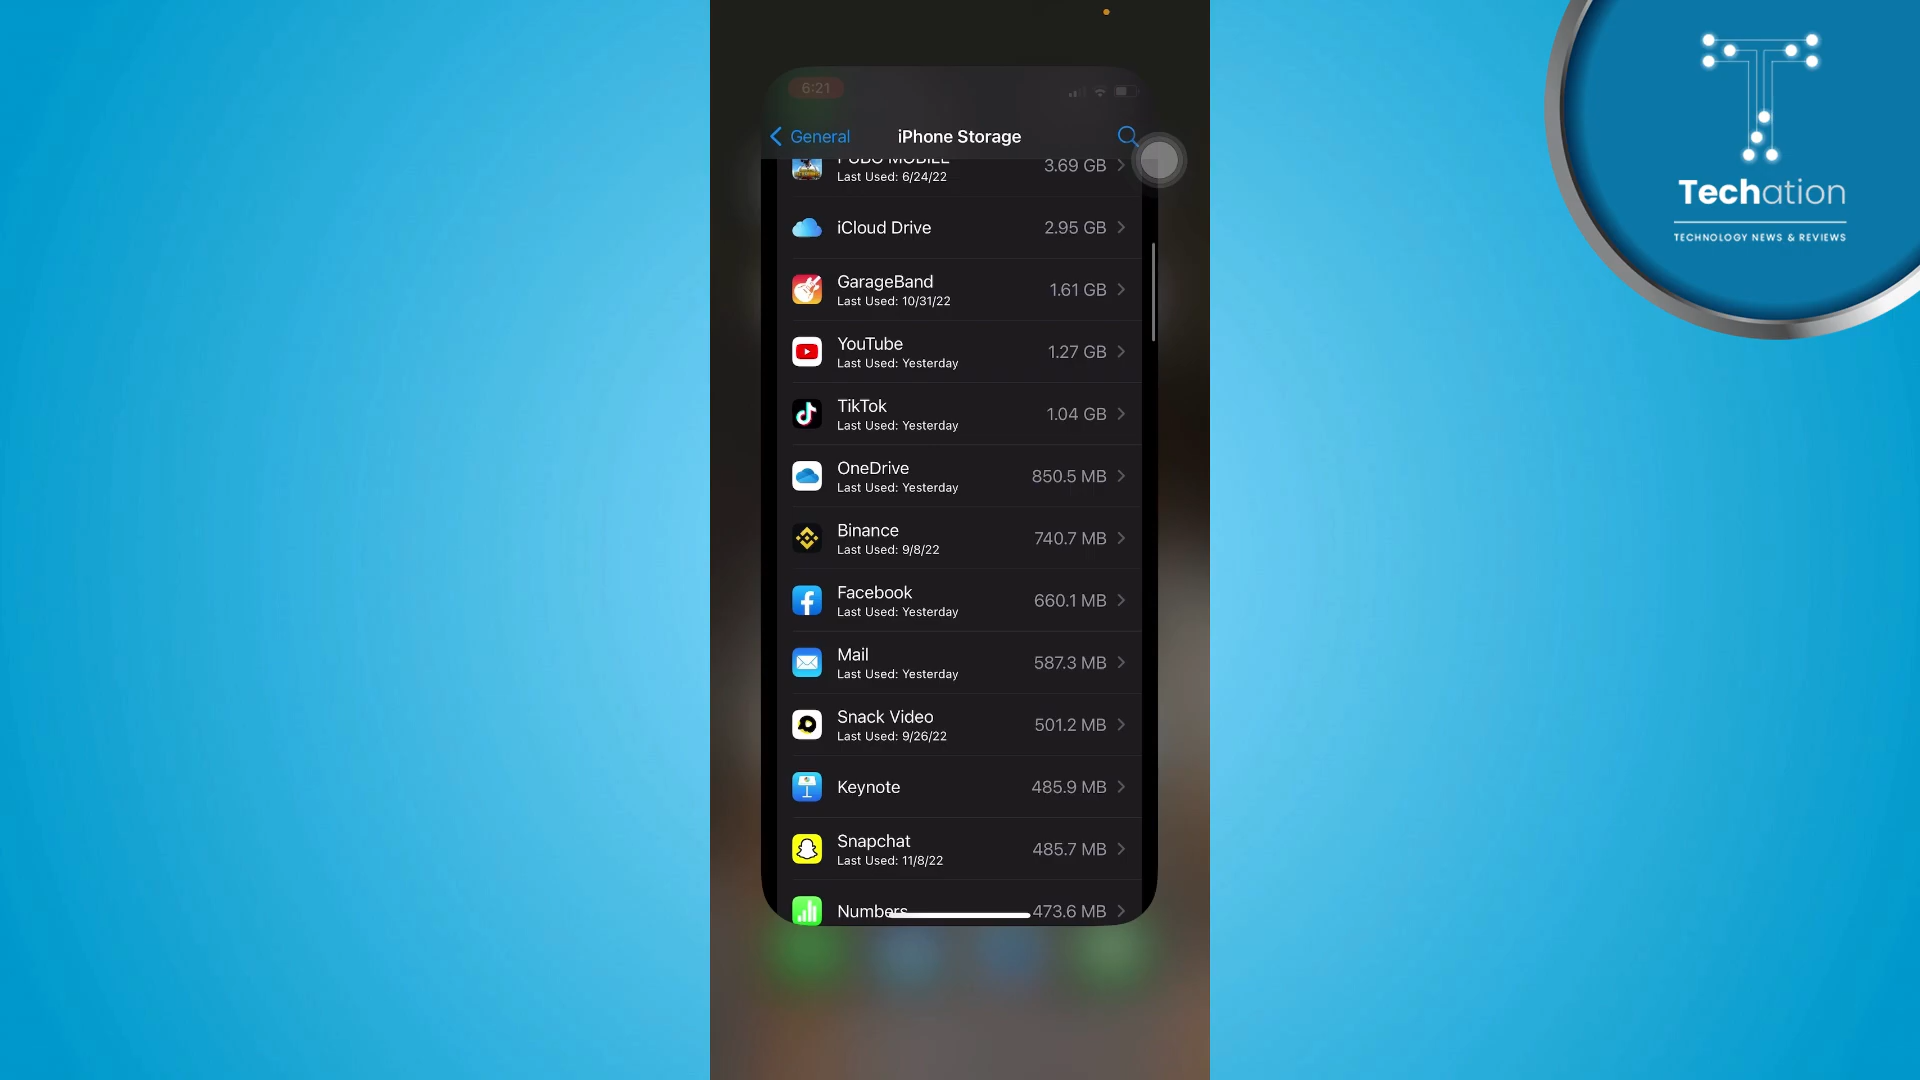 6:21
General
iPhone Storage
PUBG MOBILE
3.69 GB
Last Used: 6/24/22
iCloud Drive
2.95 GB
GarageBand
1.61 GB
Last Used: 10/31/22
YouTube
1.27 GB
Last Used: Yesterday
TikTok
1.04 GB
Last Used: Yesterday
OneDrive
850.5 MB
Last Used: Yesterday
Binance
740.7 MB
Last Used: 9/8/22
Facebook
660.1 MB
Last Used: Yesterday
Mail
587.3 MB
Last Used: Yesterday
Snack Video
501.2 MB
Last Used: 9/26/22
Keynote
485.9 MB
Snapchat
485.7 MB
Last Used: 11/8/22
Numbers
473.6 MB
Techation
TECHNOLOGY NEWS & REVIEWS